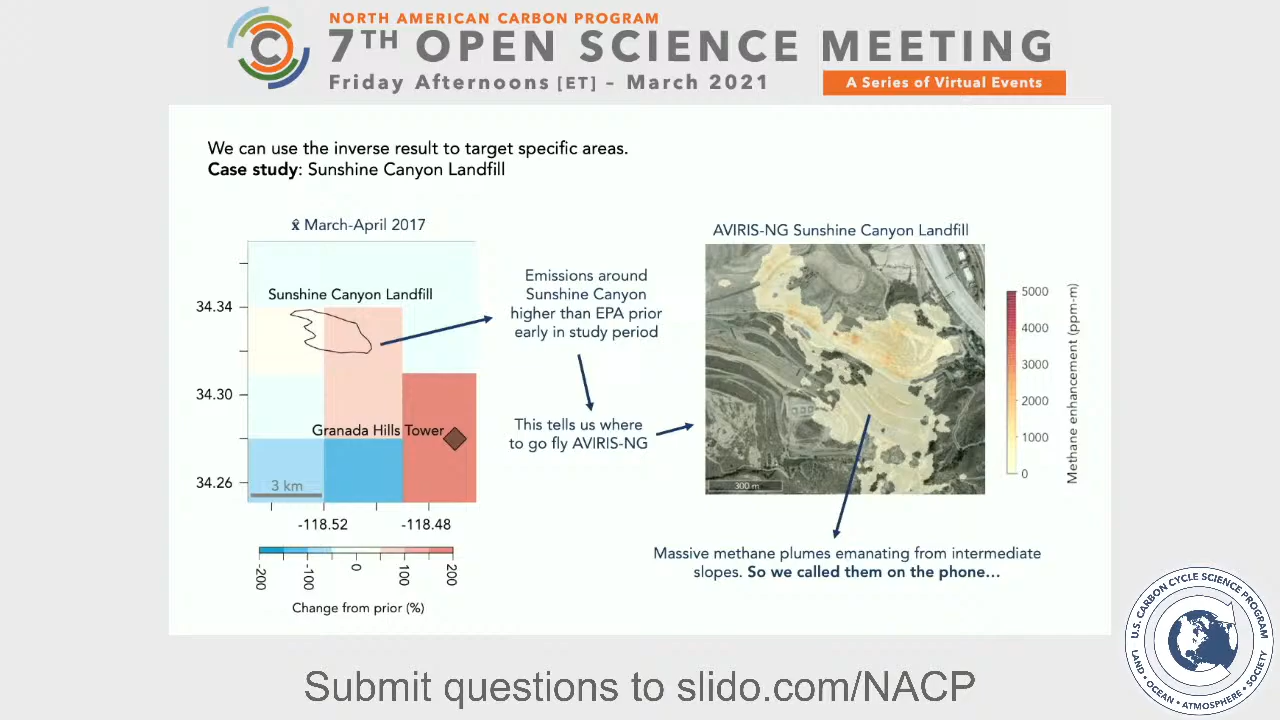 NORTH AMERICAN CARBON PROGRAM
7TH OPEN SCIENCE MEETING
Friday Afternoons [ET] – March 2021
A Series of Virtual Events
We can use the inverse result to target specific areas.
Case study: Sunshine Canyon Landfill
x̂ March-April 2017
Sunshine Canyon Landfill
34.34
34.30
34.26
Granada Hills Tower
3 km
-118.52
-118.48
-200
-100
0
100
200
Change from prior (%)
Emissions around
Sunshine Canyon
higher than EPA prior
early in study period
This tells us where
to go fly AVIRIS-NG
AVIRIS-NG Sunshine Canyon Landfill
300 m
5000
4000
3000
2000
1000
0
Methane enhancement (ppm-m)
Massive methane plumes emanating from intermediate
slopes. So we called them on the phone…
U.S. CARBON CYCLE SCIENCE PROGRAM
LAND • OCEAN • ATMOSPHERE • SOCIETY
Submit questions to slido.com/NACP